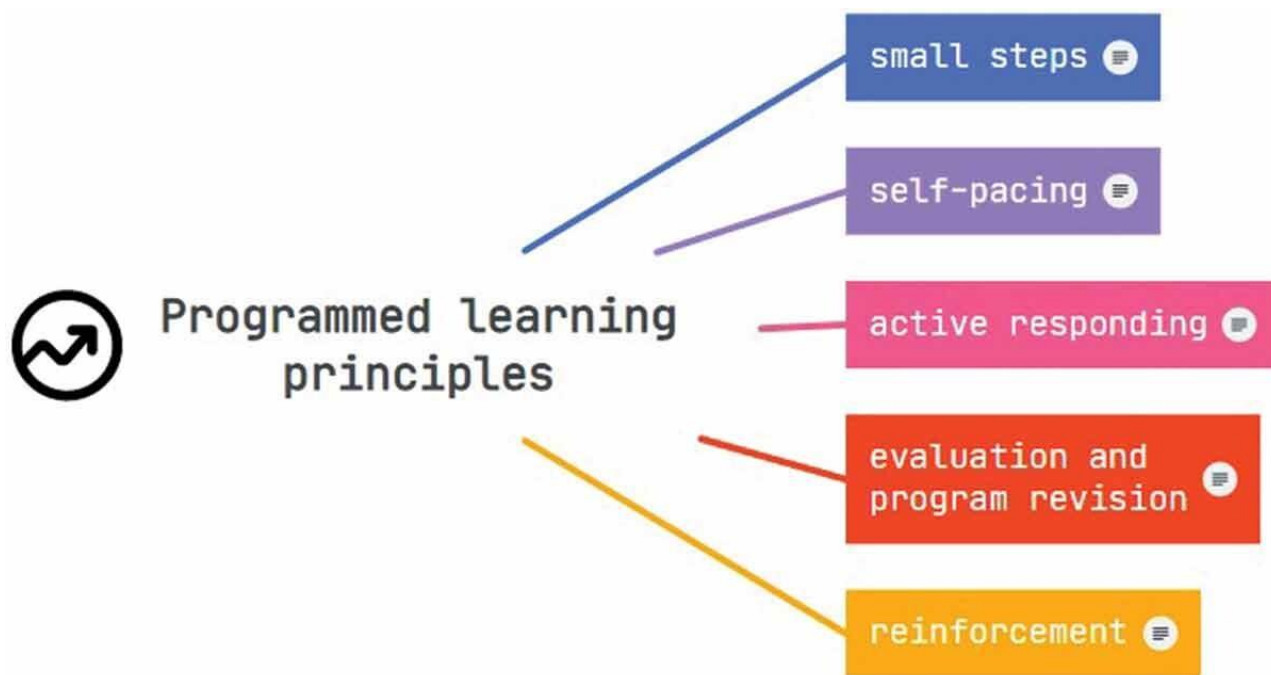 Programmed learning
principles
small steps
self-pacing
active responding
evaluation and
program revision
reinforcement